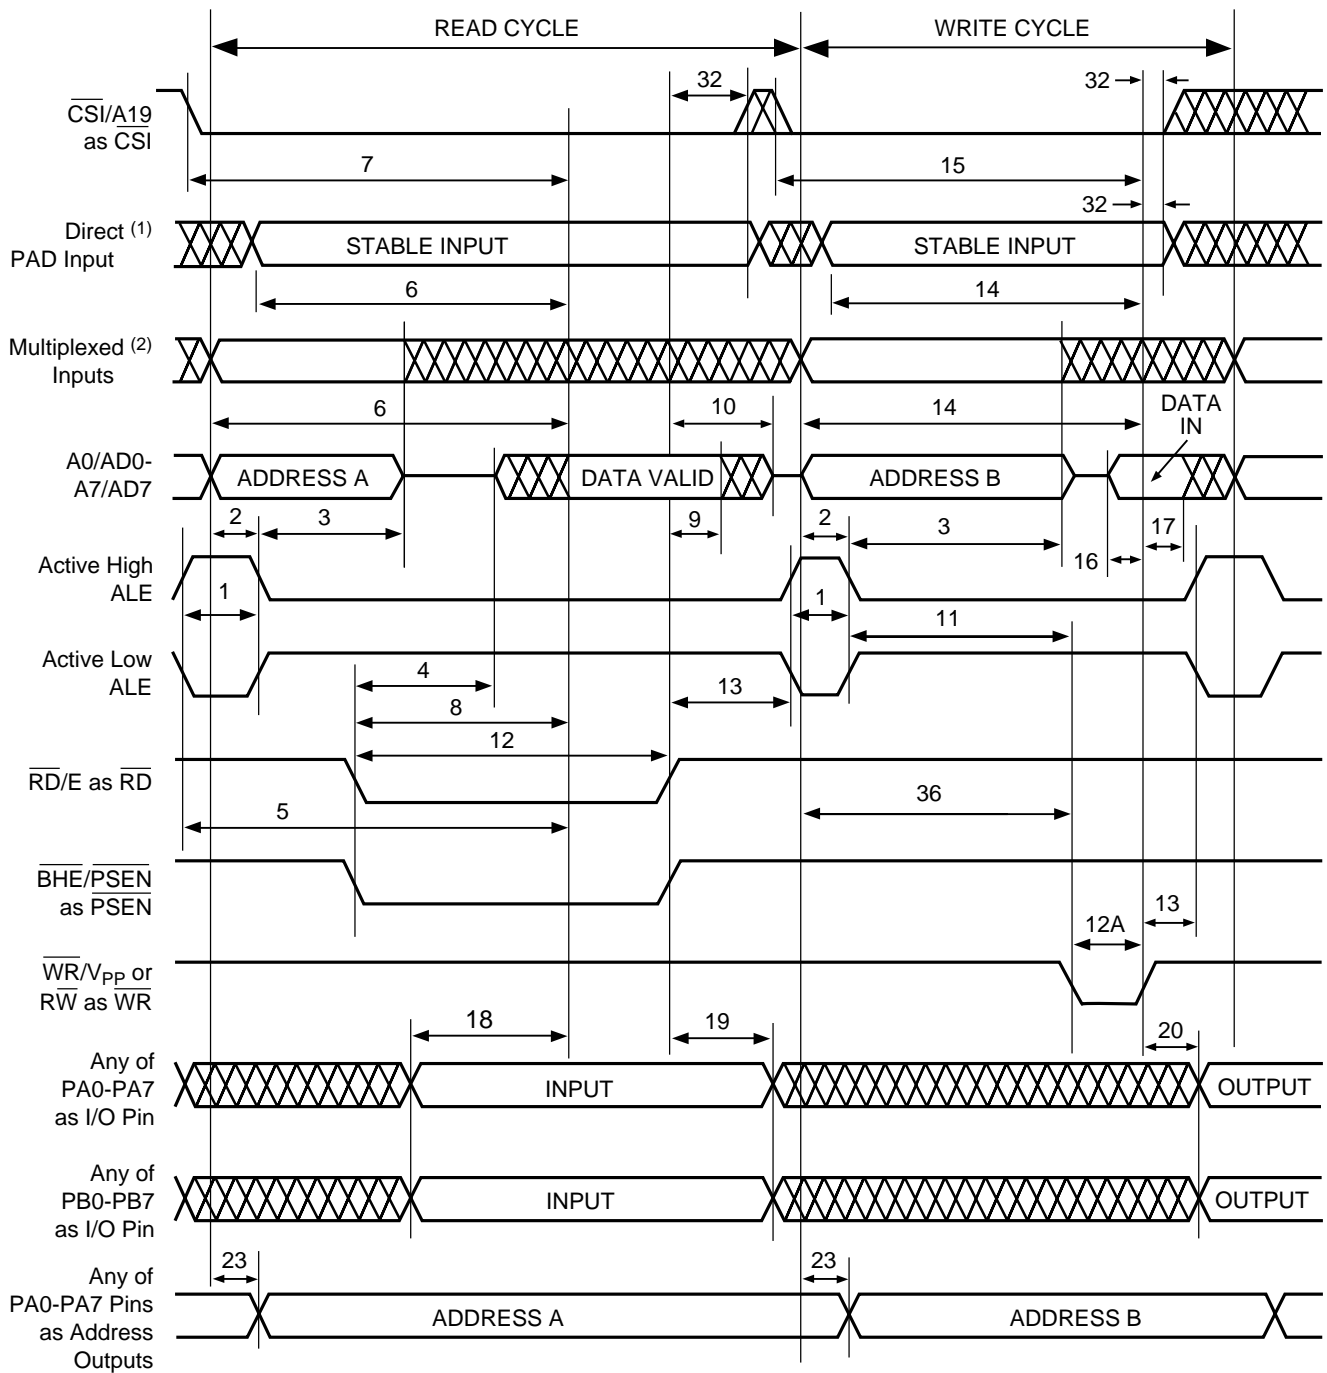 READ CYCLE
WRITE CYCLE
32
32
CSI/A19
as CSI
7
15
32
Direct (1)
PAD Input
STABLE INPUT
STABLE INPUT
6
14
Multiplexed (2)
Inputs
6
10
14
DATA
IN
A0/AD0-
A7/AD7
ADDRESS A
DATA VALID
ADDRESS B
2
3
9
2
3
16
17
Active High
ALE
1
1
11
Active Low
ALE
4
13
8
12
RD/E as RD
36
5
BHE/PSEN
as PSEN
12A
13
WR/VPP or
RW as WR
18
19
20
Any of
PA0-PA7
as I/O Pin
INPUT
OUTPUT
Any of
PB0-PB7
as I/O Pin
INPUT
OUTPUT
23
23
Any of
PA0-PA7 Pins
as Address
Outputs
ADDRESS A
ADDRESS B